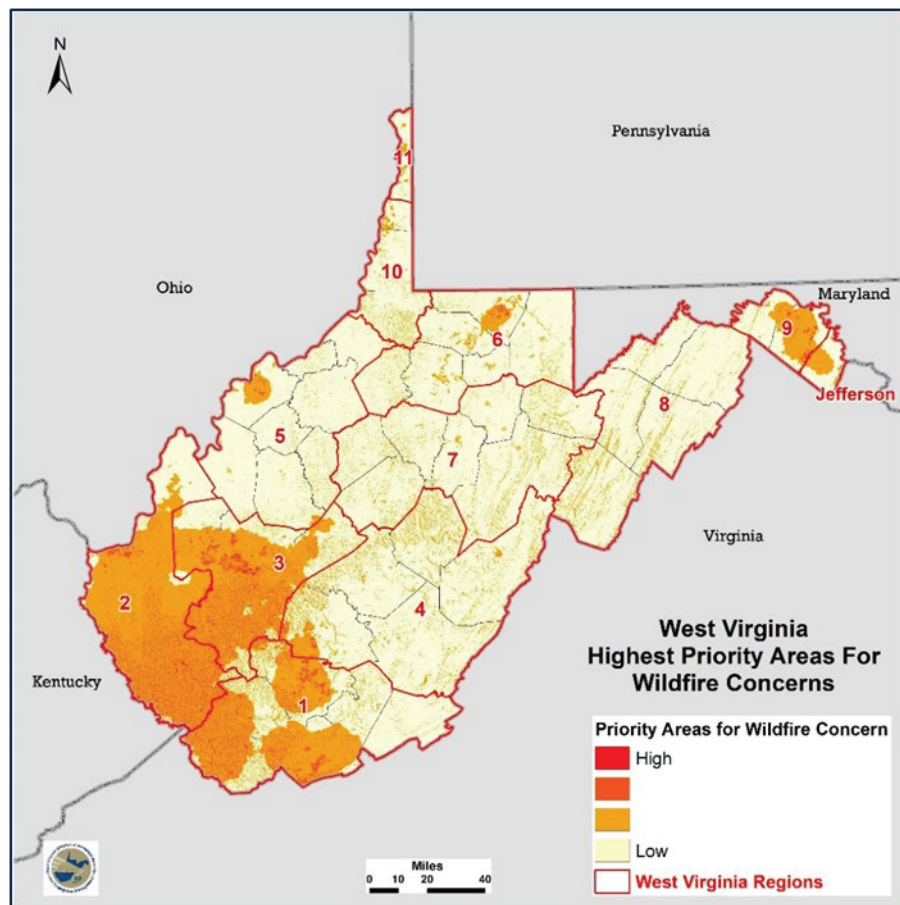 N
Pennsylvania
11
Ohio
10
Maryland
9
6
Jefferson
8
5
7
Virginia
3
2
4
West Virginia
Highest Priority Areas For
Wildfire Concerns
Kentucky
1
Priority Areas for Wildfire Concern
High
Low
West Virginia Regions
Miles
0 10 20 40